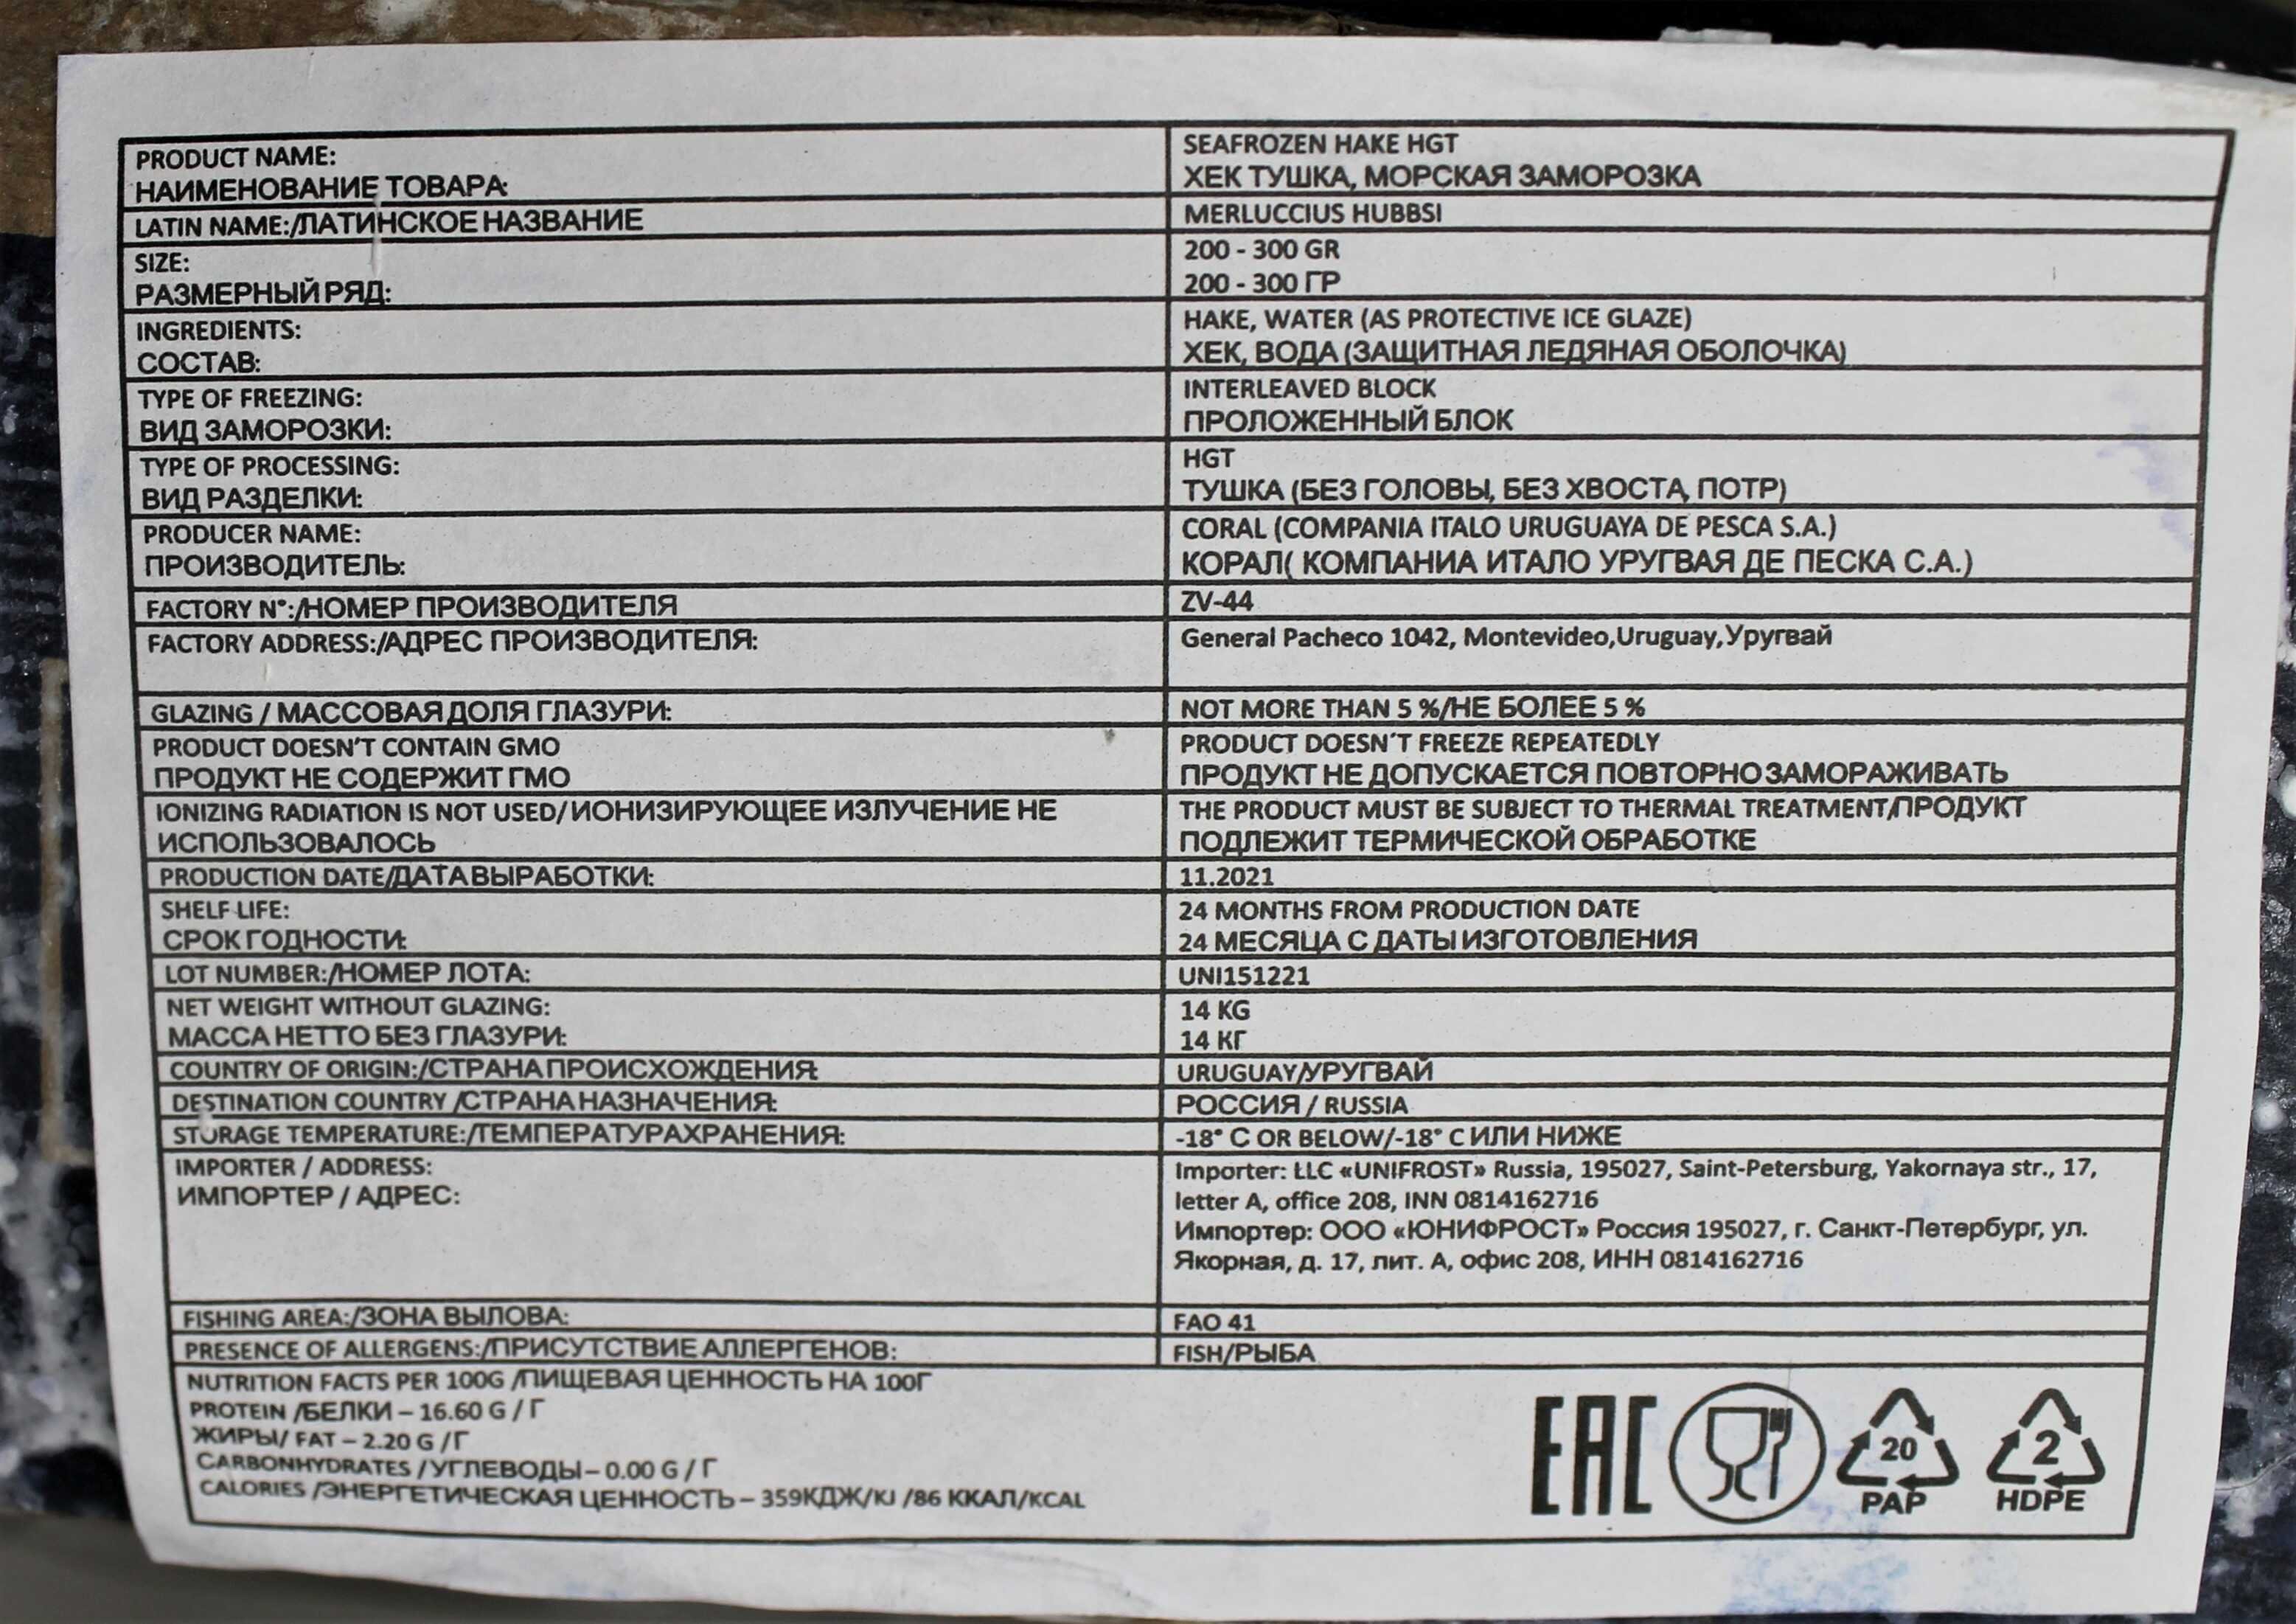 PRODUCT NAME:
НАИМЕНОВАНИЕ ТОВАРА:
SEAFROZEN HAKE HGT
ХЕК ТУШКА, МОРСКАЯ ЗАМОРОЗКА
LATIN NAME:/ЛАТИНСКОЕ НАЗВАНИЕ
MERLUCCIUS HUBBSI
SIZE:
РАЗМЕРНЫЙ РЯД:
200 - 300 GR
200 - 300 ГР
INGREDIENTS:
СОСТАВ:
HAKE, WATER (AS PROTECTIVE ICE GLAZE)
ХЕК, ВОДА (ЗАЩИТНАЯ ЛЕДЯНАЯ ОБОЛОЧКА)
TYPE OF FREEZING:
ВИД ЗАМОРОЗКИ:
INTERLEAVED BLOCK
ПРОЛОЖЕННЫЙ БЛОК
TYPE OF PROCESSING:
ВИД РАЗДЕЛКИ:
HGT
ТУШКА (БЕЗ ГОЛОВЫ, БЕЗ ХВОСТА, ПОТР)
PRODUCER NAME:
ПРОИЗВОДИТЕЛЬ:
CORAL (COMPANIA ITALO URUGUAYA DE PESCA S.A.)
КОРАЛ( КОМПАНИА ИТАЛО УРУГВАЯ ДЕ ПЕСКА С.А.)
FACTORY N°:/НОМЕР ПРОИЗВОДИТЕЛЯ
ZV-44
FACTORY ADDRESS:/АДРЕС ПРОИЗВОДИТЕЛЯ:
General Pacheco 1042, Montevideo,Uruguay,Уругвай
GLAZING / МАССОВАЯ ДОЛЯ ГЛАЗУРИ:
NOT MORE THAN 5 %/НЕ БОЛЕЕ 5 %
PRODUCT DOESN'T CONTAIN GMO
ПРОДУКТ НЕ СОДЕРЖИТ ГМО
PRODUCT DOESN'T FREEZE REPEATEDLY
ПРОДУКТ НЕ ДОПУСКАЕТСЯ ПОВТОРНО ЗАМОРАЖИВАТЬ
IONIZING RADIATION IS NOT USED/ИОНИЗИРУЮЩЕЕ ИЗЛУЧЕНИЕ НЕ
ИСПОЛЬЗОВАЛОСЬ
THE PRODUCT MUST BE SUBJECT TO THERMAL TREATMENT/ПРОДУКТ
ПОДЛЕЖИТ ТЕРМИЧЕСКОЙ ОБРАБОТКЕ
PRODUCTION DATE/ДАТА ВЫРАБОТКИ:
11.2021
SHELF LIFE:
СРОК ГОДНОСТИ:
24 MONTHS FROM PRODUCTION DATE
24 МЕСЯЦА С ДАТЫ ИЗГОТОВЛЕНИЯ
LOT NUMBER:/НОМЕР ЛОТА:
UNI151221
NET WEIGHT WITHOUT GLAZING:
МАССА НЕТТО БЕЗ ГЛАЗУРИ:
14 KG
14 КГ
COUNTRY OF ORIGIN:/СТРАНА ПРОИСХОЖДЕНИЯ:
URUGUAY/УРУГВАЙ
DESTINATION COUNTRY /СТРАНА НАЗНАЧЕНИЯ:
РОССИЯ / RUSSIA
STORAGE TEMPERATURE:/ТЕМПЕРАТУРА ХРАНЕНИЯ:
-18° C OR BELOW/-18° С ИЛИ НИЖЕ
IMPORTER / ADDRESS:
ИМПОРТЕР / АДРЕС:
Importer: LLC «UNIFROST» Russia, 195027, Saint-Petersburg, Yakornaya str., 17,
letter A, office 208, INN 0814162716
Импортер: ООО «ЮНИФРОСТ» Россия 195027, г. Санкт-Петербург, ул.
Якорная, д. 17, лит. А, офис 208, ИНН 0814162716
FISHING AREA:/ЗОНА ВЫЛОВА:
FAO 41
PRESENCE OF ALLERGENS:/ПРИСУТСТВИЕ АЛЛЕРГЕНОВ:
FISH/РЫБА
NUTRITION FACTS PER 100G /ПИЩЕВАЯ ЦЕННОСТЬ НА 100Г
PROTEIN /БЕЛКИ – 16.60 G / Г
ЖИРЫ/ FAT – 2.20 G /Г
CARBONHYDRATES /УГЛЕВОДЫ – 0.00 G / Г
CALORIES /ЭНЕРГЕТИЧЕСКАЯ ЦЕННОСТЬ – 359КДЖ/KJ /86 ККАЛ/KCAL
EAC
20
PAP
2
HDPE